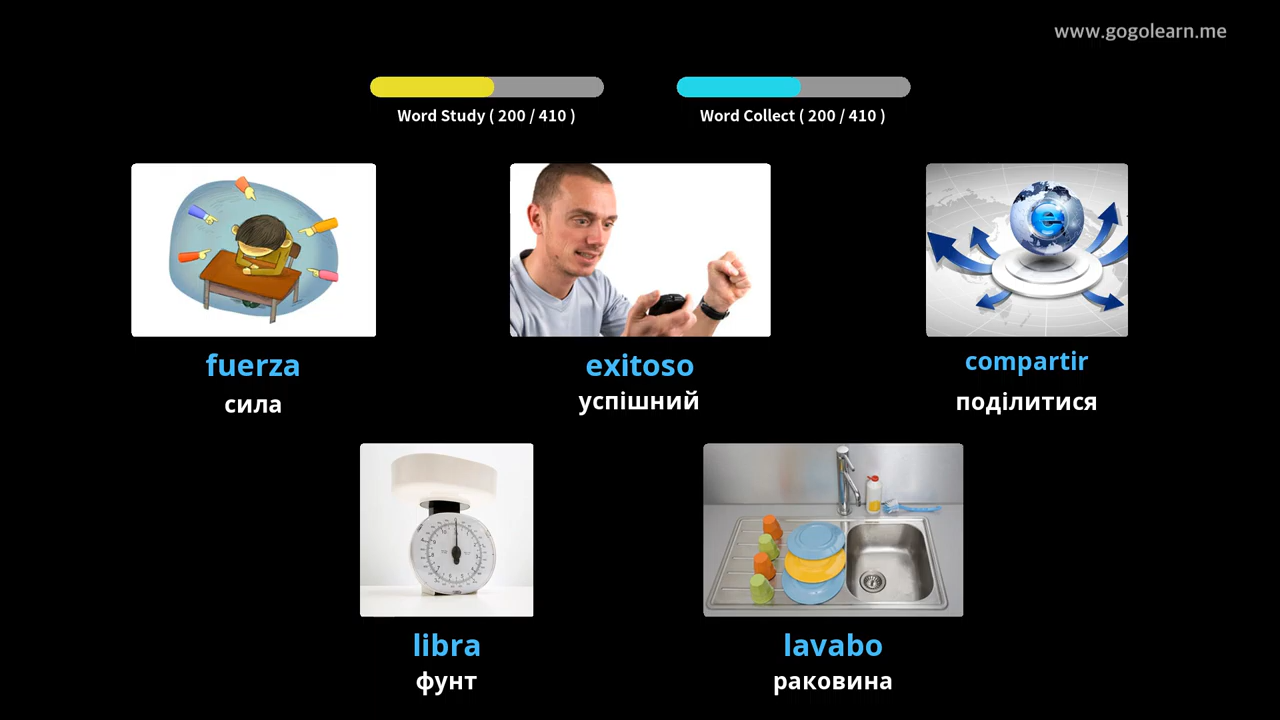 www.gogolearn.me
Word Study ( 200 / 410 )
Word Collect ( 200 / 410 )
fuerza
сила
exitoso
успішний
compartir
поділитися
libra
фунт
lavabo
раковина